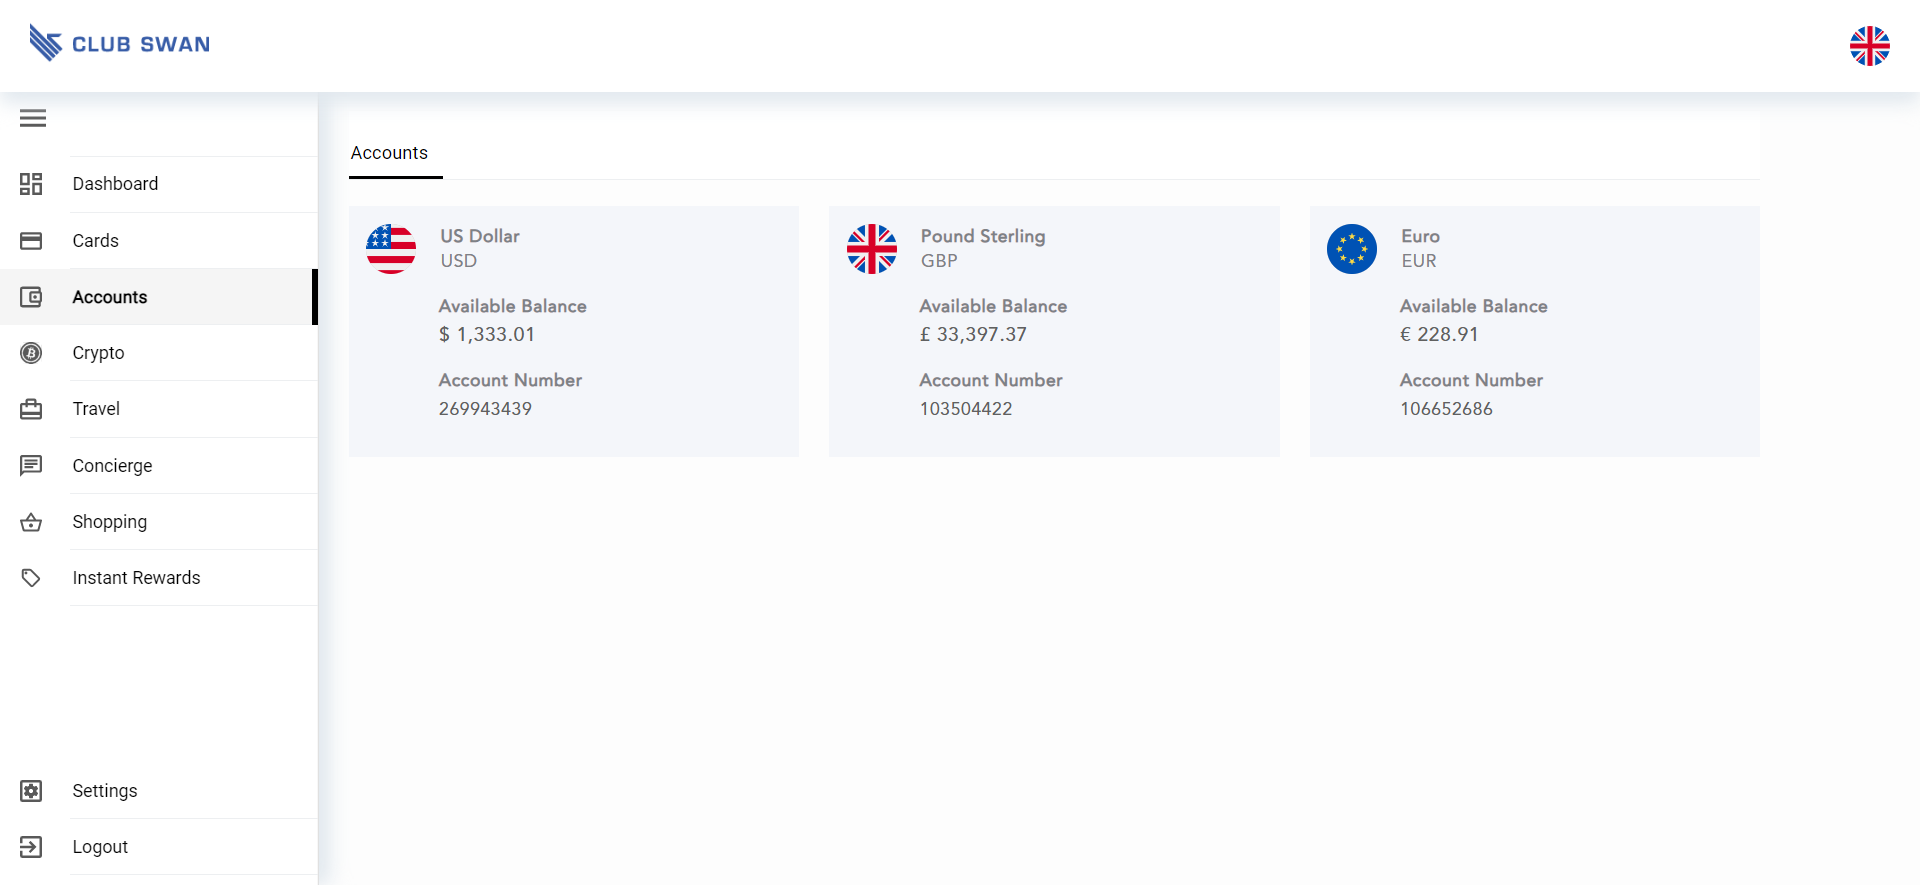 CLUB SWAN
Dashboard
Cards
Accounts
Crypto
Travel
Concierge
Shopping
Instant Rewards
Settings
Logout
Accounts
US Dollar
USD
Available Balance
$ 1,333.01
Account Number
269943439
Pound Sterling
GBP
Available Balance
£ 33,397.37
Account Number
103504422
Euro
EUR
Available Balance
€ 228.91
Account Number
106652686